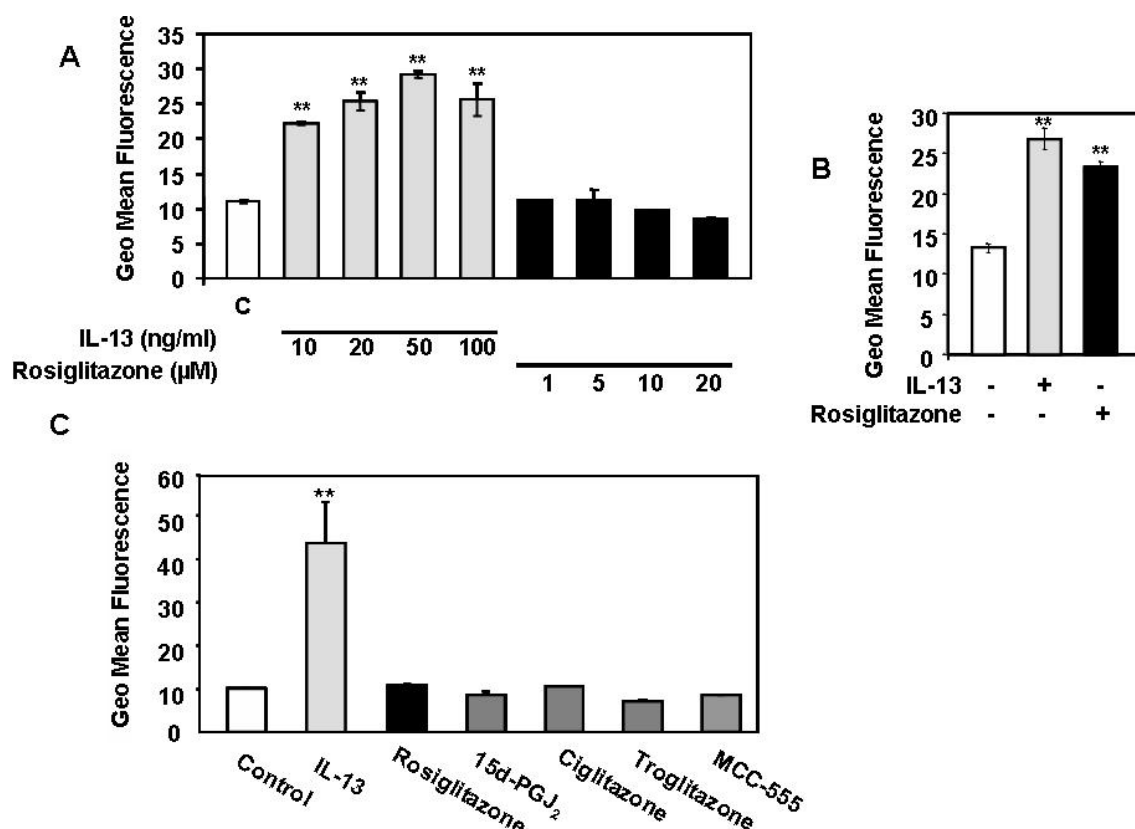 A
Geo Mean Fluorescence
35
30
25
20
15
10
5
0
**
**
**
**
C
IL-13 (ng/ml)
10 20 50 100
Rosiglitazone (µM)
1 5 10 20
B
Geo Mean Fluorescence
30
25
20
15
10
5
0
**
**
IL-13 - + -
Rosiglitazone - - +
C
Geo Mean Fluorescence
60
50
40
30
20
10
0
**
Control
IL-13
Rosiglitazone
15d-PGJ2
Ciglitazone
Troglitazone
MCC-555